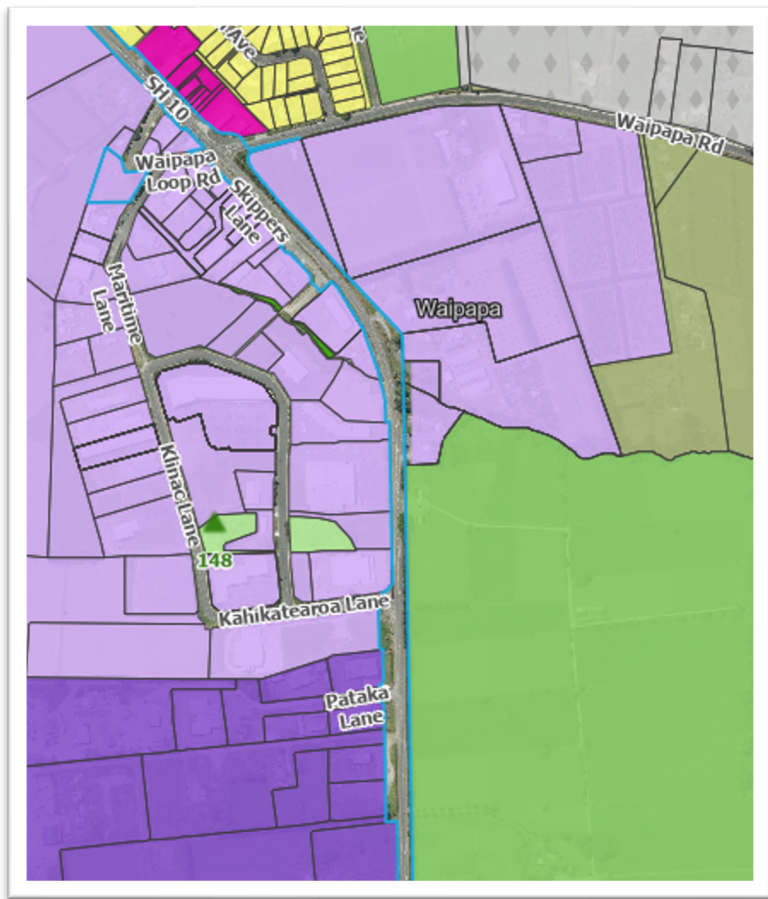 Ave
SH 10
Waipapa Rd
Waipapa
Loop Rd
Skippers
Lane
Maritime
Lane
Waipapa
Klinac Lane
148
Kahikatearoa Lane
Pataka
Lane